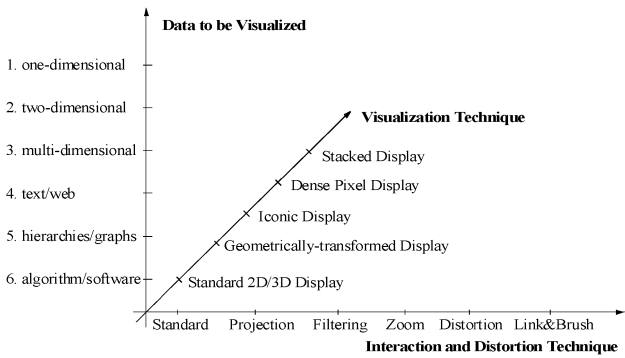 Data to be Visualized
1. one-dimensional
2. two-dimensional
Visualization Technique
3. multi-dimensional
Stacked Display
Dense Pixel Display
4. text/web
Iconic Display
5. hierarchies/graphs
Geometrically-transformed Display
6. algorithm/software
Standard 2D/3D Display
Standard Projection Filtering Zoom Distortion Link&Brush
Interaction and Distortion Technique